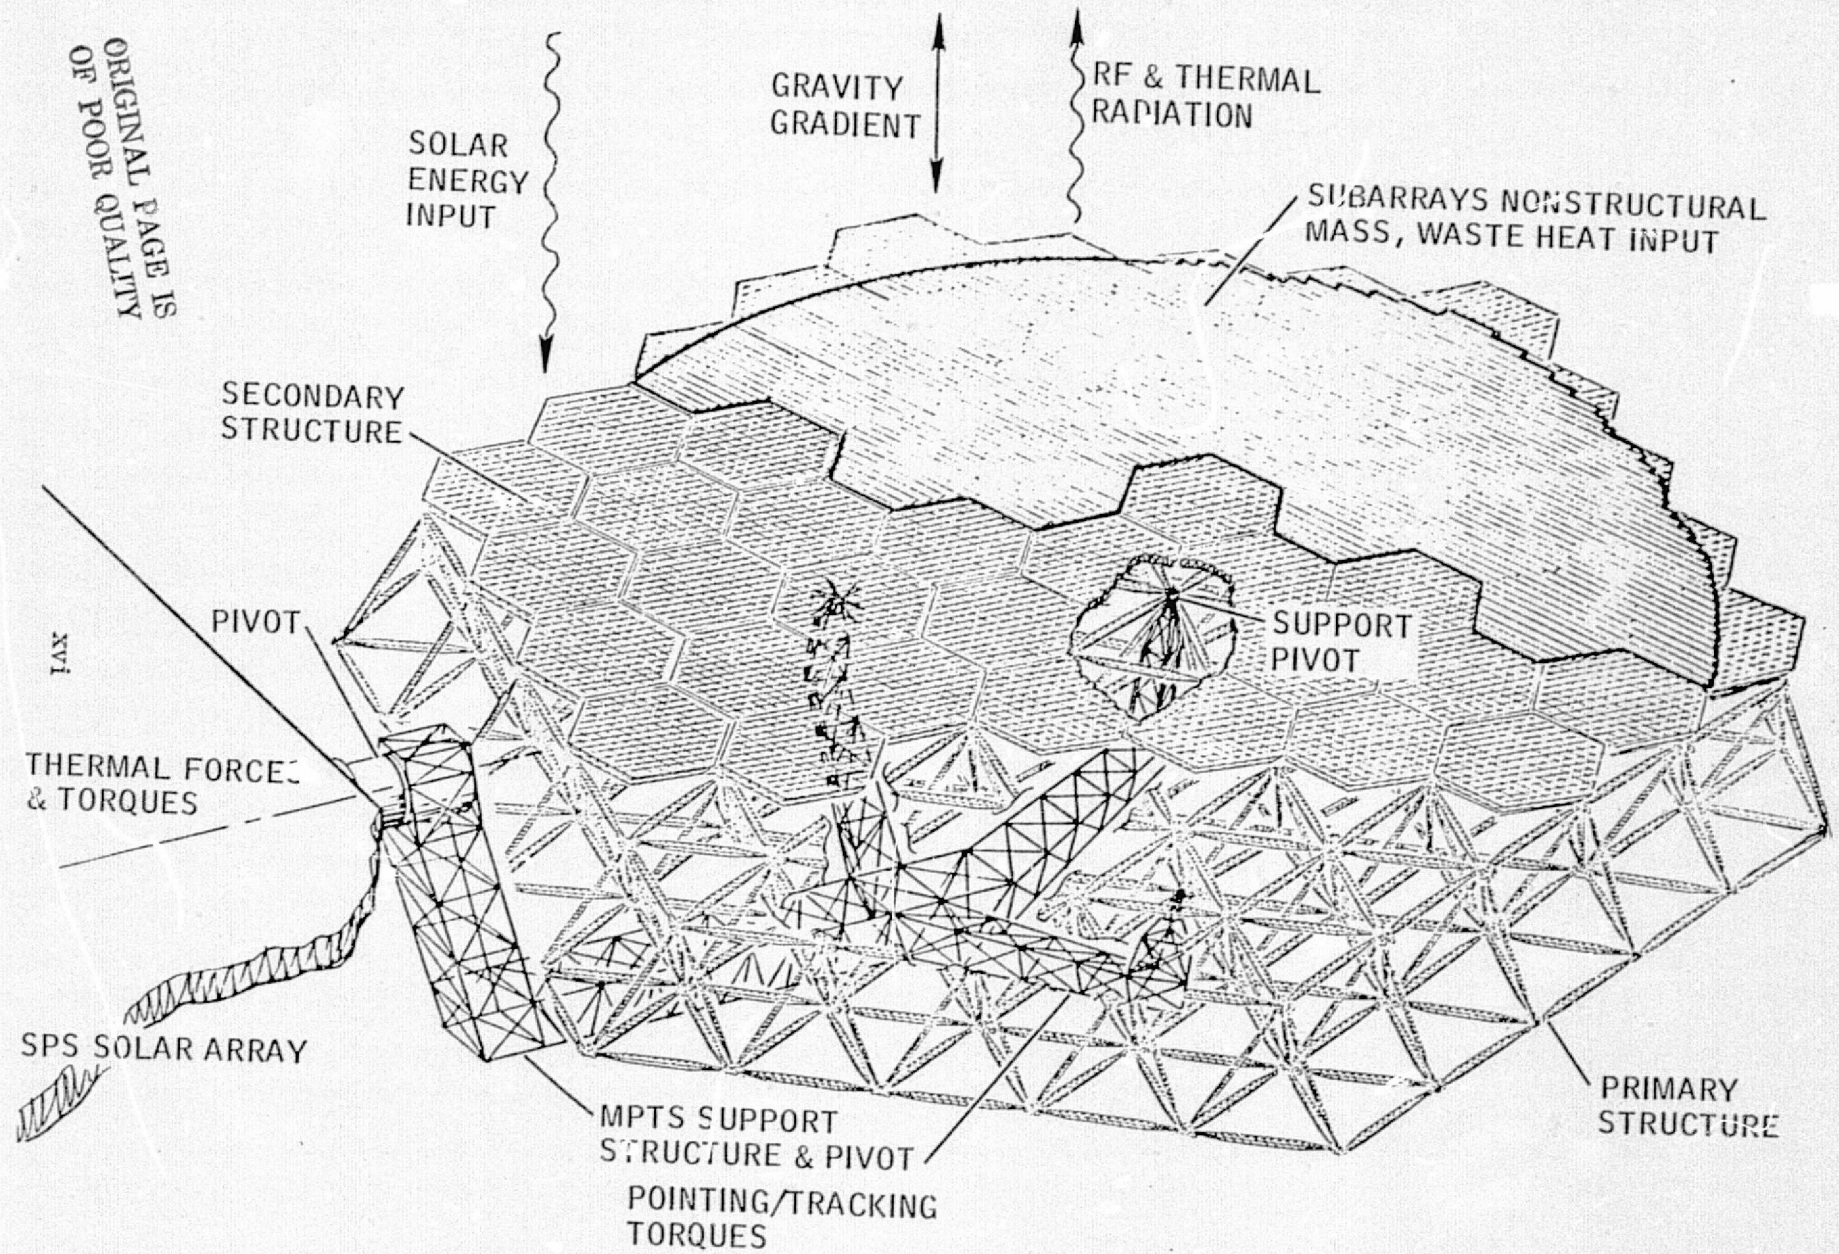 ORIGINAL PAGE IS
OF POOR QUALITY
SOLAR
ENERGY
INPUT
GRAVITY
GRADIENT
RF & THERMAL
RADIATION
SUBARRAYS NONSTRUCTURAL
MASS, WASTE HEAT INPUT
SECONDARY
STRUCTURE
PIVOT
SUPPORT
PIVOT
xvi
THERMAL FORCES
& TORQUES
SPS SOLAR ARRAY
MPTS SUPPORT
STRUCTURE & PIVOT
POINTING/TRACKING
TORQUES
PRIMARY
STRUCTURE